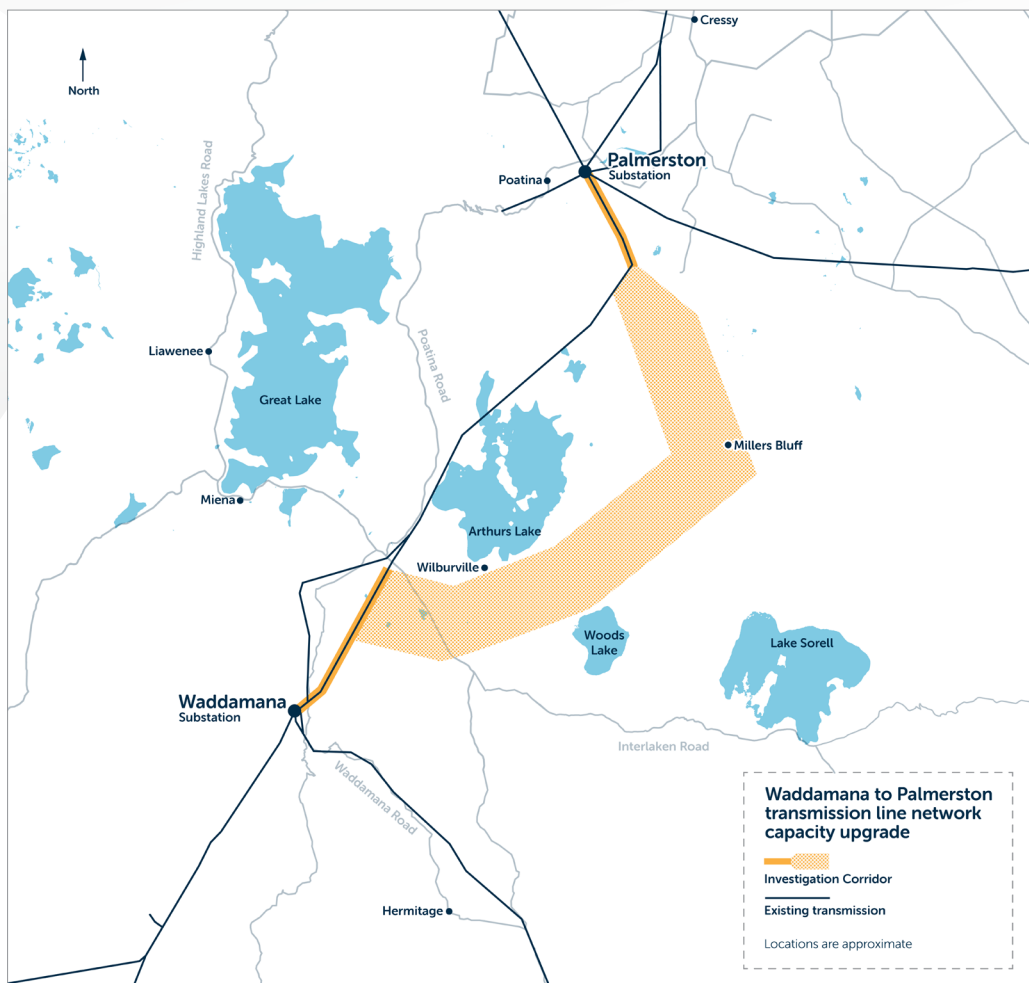 Cressy
North
Highland Lakes Road
Palmerston
Substation
Poatina
Poatina Road
Liawenee
Great Lake
Millers Bluff
Miena
Arthurs Lake
Wilburville
Woods
Lake
Lake Sorell
Waddamana
Substation
Interlaken Road
Waddamana Road
Hermitage
Waddamana to Palmerston
transmission line network
capacity upgrade
Investigation Corridor
Existing transmission
Locations are approximate